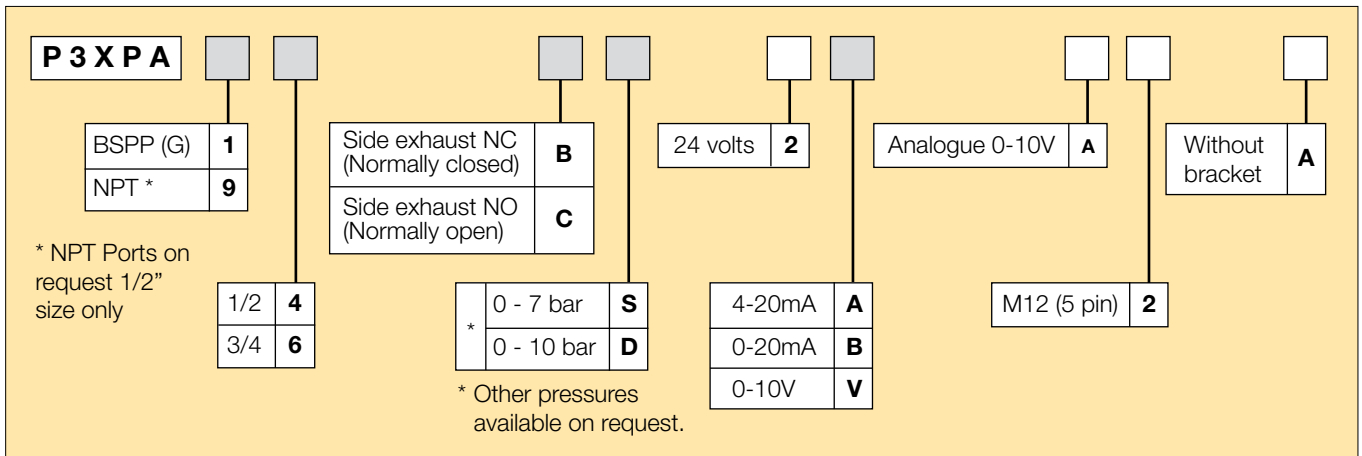 P3XPA
BSPP (G) 1
NPT * 9
* NPT Ports on
request 1/2”
size only
1/2 4
3/4 6
Side exhaust NC
(Normally closed) B
Side exhaust NO
(Normally open) C
* 0 - 7 bar S
0 - 10 bar D
* Other pressures
available on request.
24 volts 2
4-20mA A
0-20mA B
0-10V V
Analogue 0-10V A
M12 (5 pin) 2
Without
bracket A